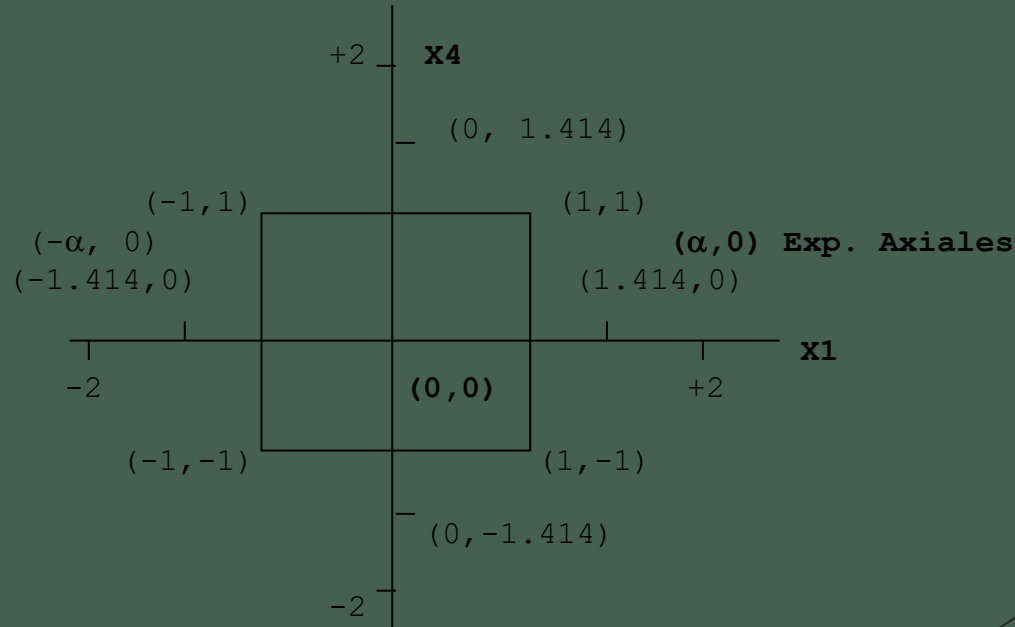 +2 X4
(0, 1.414)
(-1,1) (1,1)
(-α, 0) (α,0) Exp. Axiales
(-1.414,0) (1.414,0)
X1
-2 (0,0) +2
(-1,-1) (1,-1)
(0,-1.414)
-2